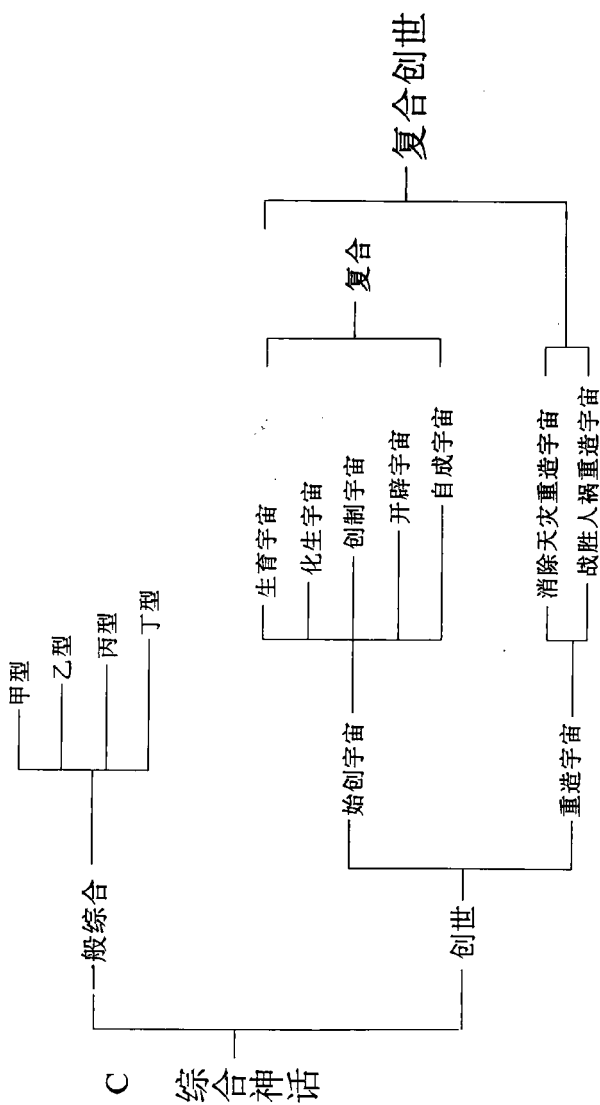 C
综合神话
一般综合
甲型
乙型
丙型
丁型
创世
始创宇宙
生育宇宙
化生宇宙
创制宇宙
开辟宇宙
自成宇宙
复合
重造宇宙
消除天灾重造宇宙
战胜人祸重造宇宙
复合创世